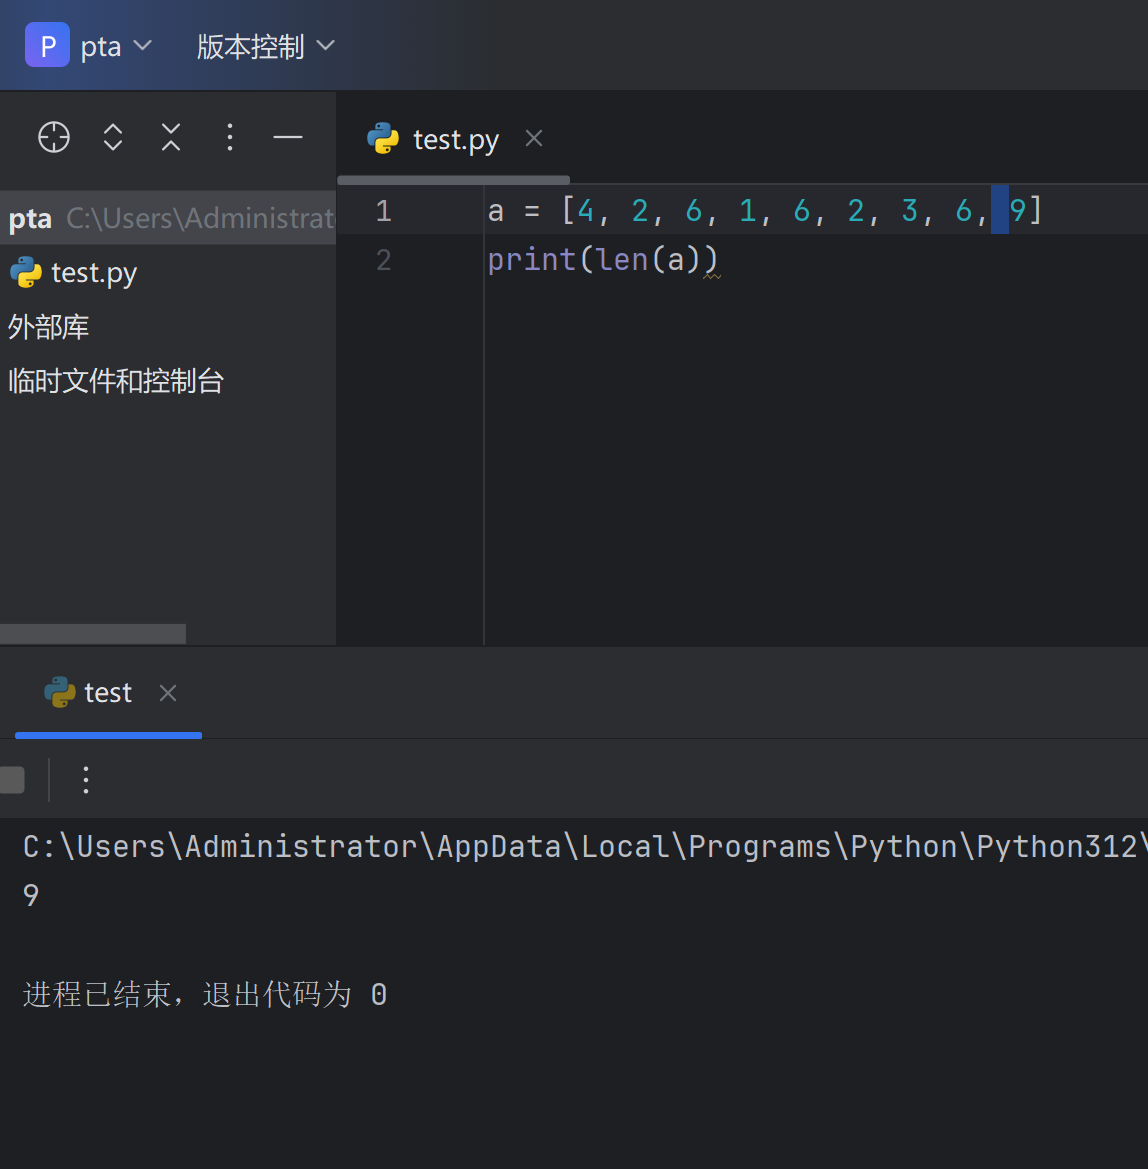 P pta 版本控制
test.py
pta C:\Users\Administrat
test.py
外部库
临时文件和控制台
1 a = [4, 2, 6, 1, 6, 2, 3, 6, 9]
2 print(len(a))
test
C:\Users\Administrator\AppData\Local\Programs\Python\Python312\
9
进程已结束，退出代码为 0